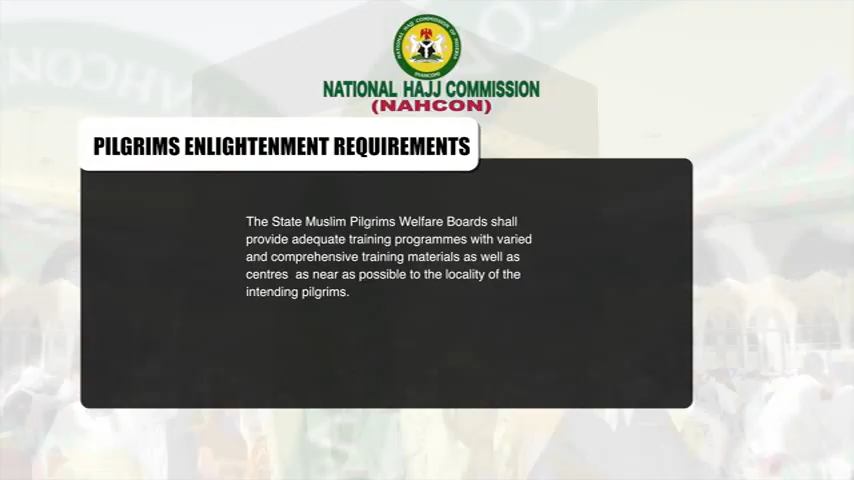 NATIONAL HAJJ COMMISSION
(NAHCON)
PILGRIMS ENLIGHTENMENT REQUIREMENTS
The State Muslim Pilgrims Welfare Boards shall
provide adequate training programmes with varied
and comprehensive training materials as well as
centres as near as possible to the locality of the
intending pilgrims.